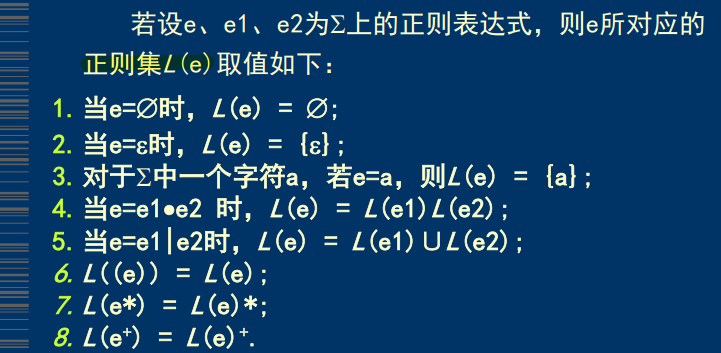 若设e、e1、e2为Σ上的正则表达式，则e所对应的
正则集L(e)取值如下：
1. 当e=∅时，L(e) = ∅;
2. 当e=ε时，L(e) = {ε};
3. 对于Σ中一个字符a，若e=a，则L(e) = {a};
4. 当e=e1•e2 时，L(e) = L(e1)L(e2);
5. 当e=e1|e2时，L(e) = L(e1)∪L(e2);
6. L((e)) = L(e);
7. L(e*) = L(e)*;
8. L(e⁺) = L(e)⁺.